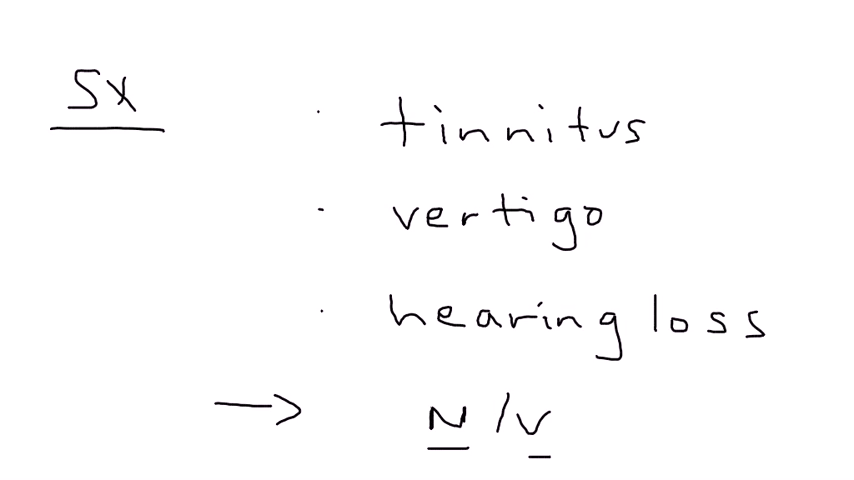 Sx
· tinnitus
· vertigo
· hearing loss
→ N/V